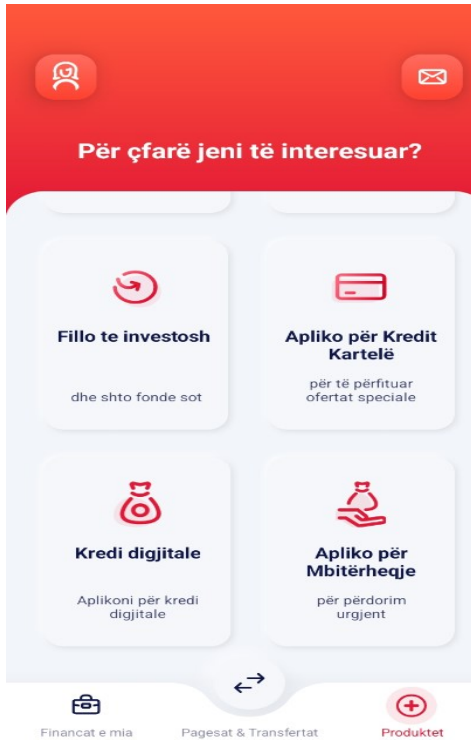 Për çfarë jeni të interesuar?
Fillo te investosh
dhe shto fonde sot
Apliko për Kredit
Kartelë
për të përfituar
ofertat speciale
Kredi digjitale
Aplikoni për kredi
digjitale
Apliko për
Mbitërheqje
për përdorim
urgjent
Financat e mia
Pagesat & Transfertat
Produktet